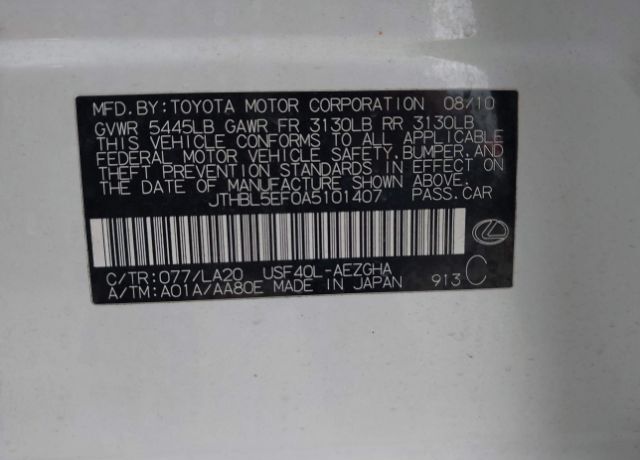 MFD. BY: TOYOTA MOTOR CORPORATION 08/10
GVWR 5445LB GAWR FR 3130LB RR 3130LB
THIS VEHICLE CONFORMS TO ALL APPLICABLE
FEDERAL MOTOR VEHICLE SAFETY, BUMPER, AND
THEFT PREVENTION STANDARDS IN EFFECT ON
THE DATE OF MANUFACTURE SHOWN ABOVE.
JTHBL5EF0A5101407 PASS. CAR
C/TR: 077/LA20 USF40L-AEZGHA
A/TM: A01A/AA80E MADE IN JAPAN 913 C